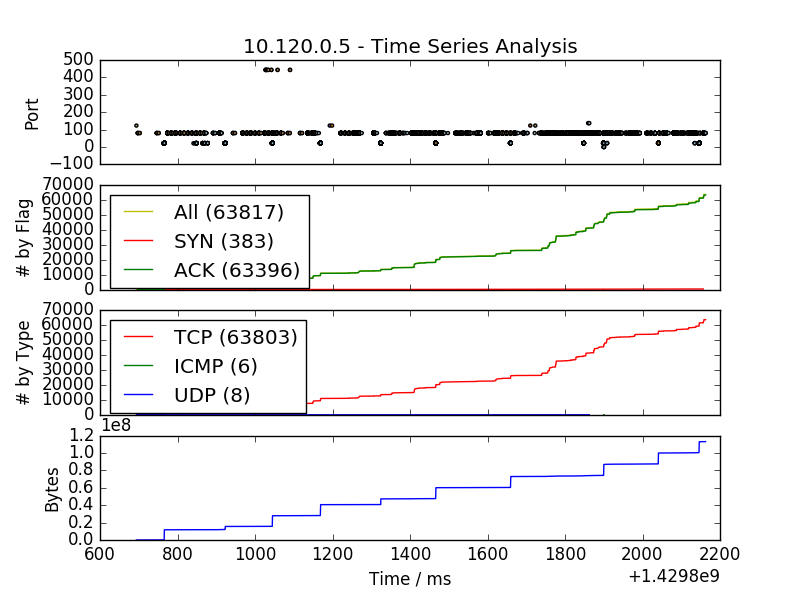 10.120.0.5 - Time Series Analysis
500
400
300
200
100
0
−100
Port
70000
60000
50000
40000
30000
20000
10000
0
# by Flag
All (63817)
SYN (383)
ACK (63396)
70000
60000
50000
40000
30000
20000
10000
0
# by Type
TCP (63803)
ICMP (6)
UDP (8)
1e8
1.2
1.0
0.8
0.6
0.4
0.2
0.0
Bytes
600 800 1000 1200 1400 1600 1800 2000 2200
Time / ms
+1.4298e9